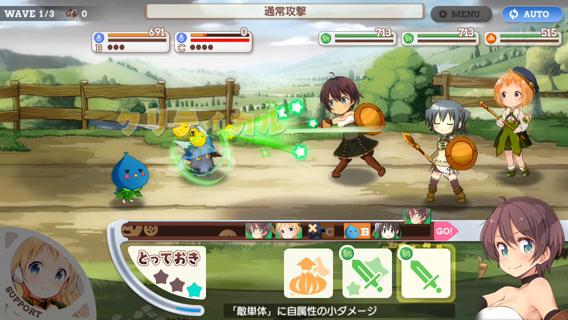 WAVE 1/3 0
通常攻撃
MENU
AUTO
691
B
0
C
713
713
515
クリティカル
B
C
GO!
とっておき
SUPPORT
「敵単体」に自属性の小ダメージ